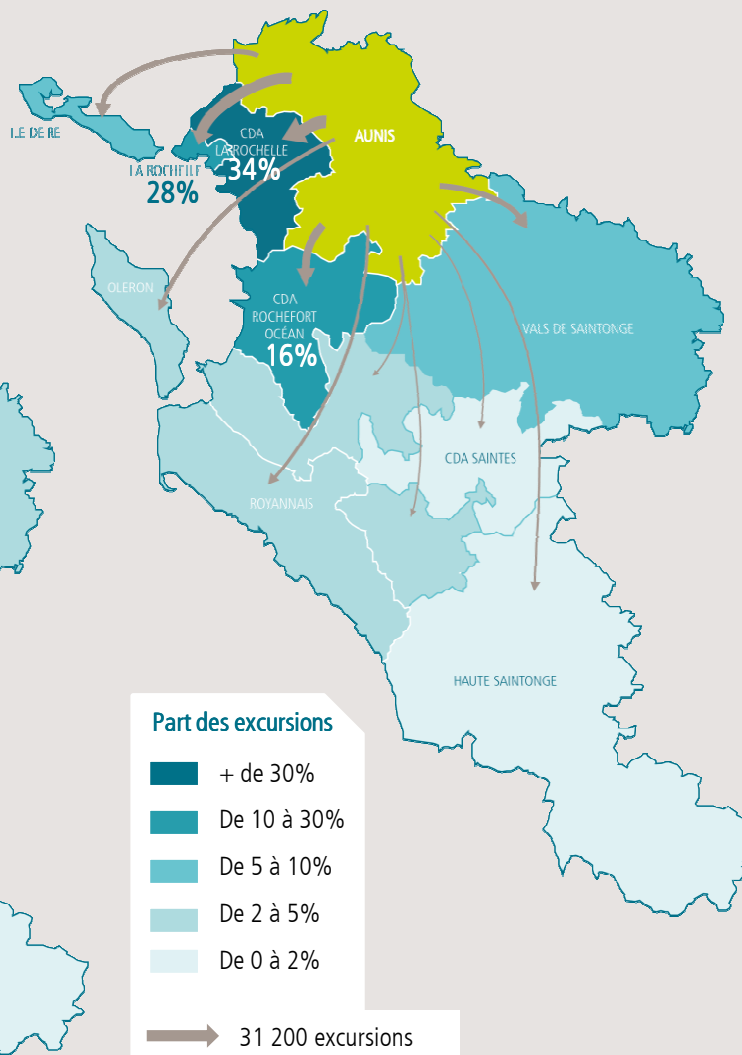 AUNIS
ILE DE RE
CDA
LA ROCHELLE
34%
LA ROCHELLE
28%
OLERON
CDA
ROCHEFORT
OCÉAN
16%
VALS DE SAINTONGE
CDA SAINTES
ROYANNAIS
HAUTE SAINTONGE
Part des excursions
+ de 30%
De 10 à 30%
De 5 à 10%
De 2 à 5%
De 0 à 2%
31 200 excursions